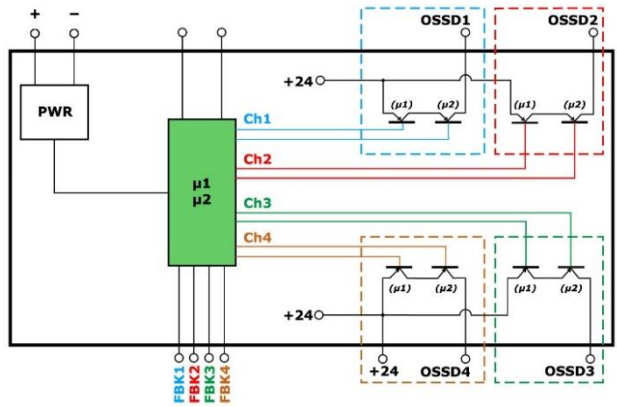 + −
OSSD1
OSSD2
+24
PWR
(μ1) (μ2)
(μ1) (μ2)
Ch1
Ch2
μ1
μ2
Ch3
Ch4
(μ1) (μ2)
(μ1) (μ2)
+24
+24
OSSD4
OSSD3
FBK1
FBK2
FBK3
FBK4